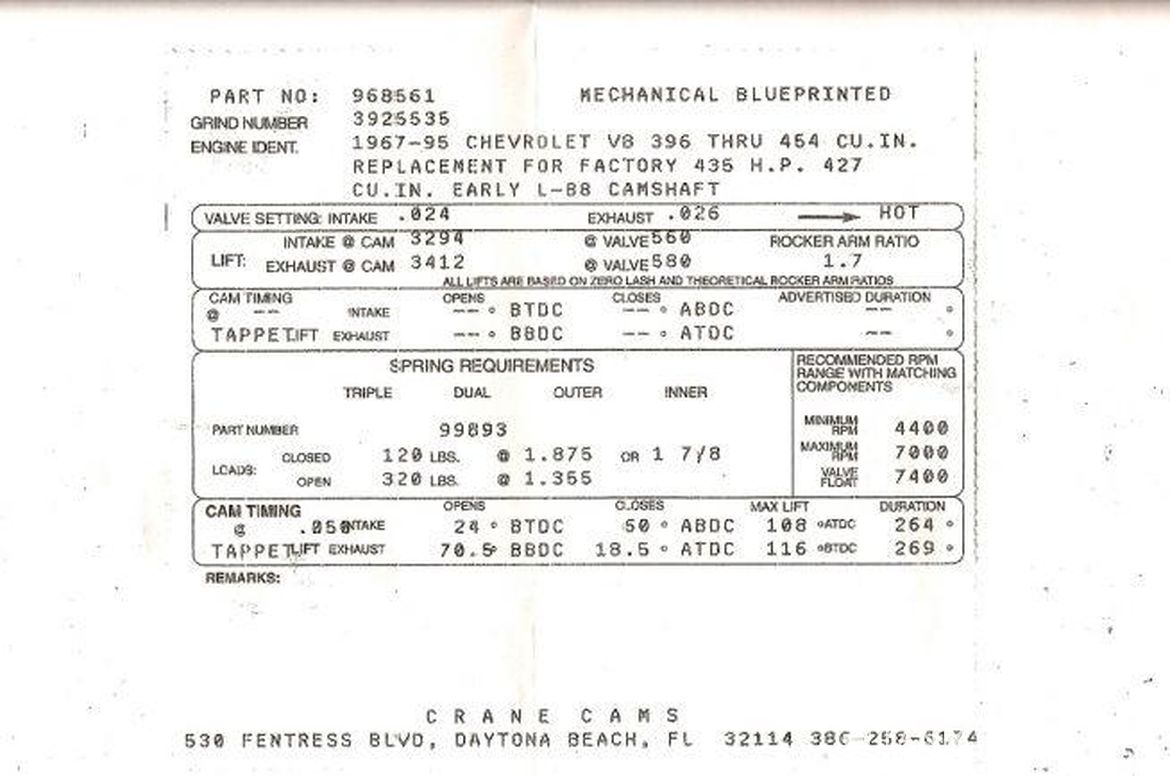 PART NO: 968561 MECHANICAL BLUEPRINTED
GRIND NUMBER 3925535
ENGINE IDENT. 1967-95 CHEVROLET V8 396 THRU 454 CU.IN.
REPLACEMENT FOR FACTORY 435 H.P. 427
CU.IN. EARLY L-88 CAMSHAFT
VALVE SETTING: INTAKE .024 EXHAUST .026 HOT
LIFT: INTAKE @ CAM 3294 @ VALVE 560 ROCKER ARM RATIO
EXHAUST @ CAM 3412 @ VALVE 580 1.7
ALL LIFTS ARE BASED ON ZERO LASH AND THEORETICAL ROCKER ARM RATIOS
CAM TIMING OPENS CLOSES ADVERTISED DURATION
@ -- INTAKE -- ° BTDC -- ° ABDC -- °
TAPPET LIFT EXHAUST -- ° BBDC -- ° ATDC -- °
SPRING REQUIREMENTS
TRIPLE DUAL OUTER INNER
PART NUMBER 99893
LOADS: CLOSED 120 LBS. @ 1.875 OR 1 7/8
OPEN 320 LBS. @ 1.355
RECOMMENDED RPM
RANGE WITH MATCHING
COMPONENTS
MINIMUM RPM 4400
MAXIMUM RPM 7000
VALVE FLOAT 7400
CAM TIMING OPENS CLOSES MAX LIFT DURATION
@ .050 INTAKE 24 ° BTDC 60 ° ABDC 108 °ATDC 264 °
TAPPET LIFT EXHAUST 70.5° BBDC 18.5 ° ATDC 116 °BTDC 269 °
REMARKS:
CRANE CAMS
530 FENTRESS BLVD, DAYTONA BEACH, FL 32114 386-258-6174